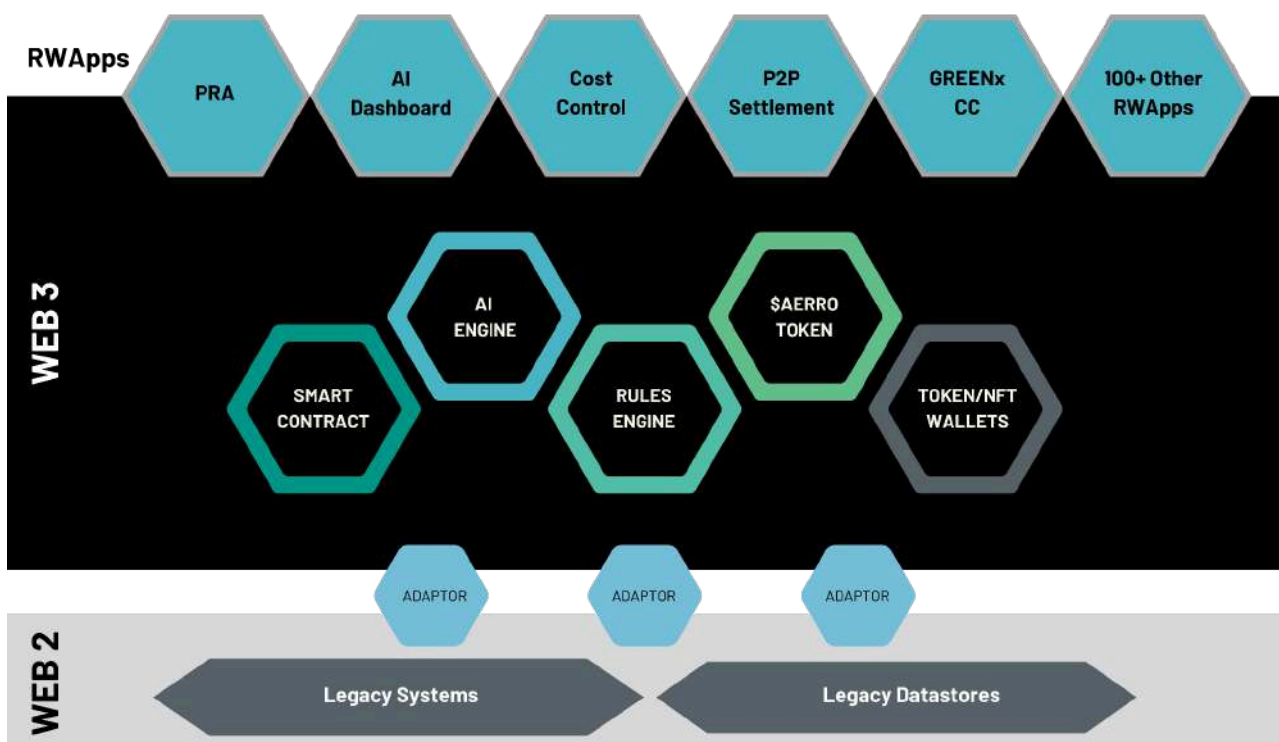 RWApps
PRA
AI
Dashboard
Cost
Control
P2P
Settlement
GREENx
CC
100+ Other
RWApps
WEB 3
AI
ENGINE
$AERRO
TOKEN
SMART
CONTRACT
RULES
ENGINE
TOKEN/NFT
WALLETS
ADAPTOR
ADAPTOR
ADAPTOR
WEB 2
Legacy Systems
Legacy Datastores